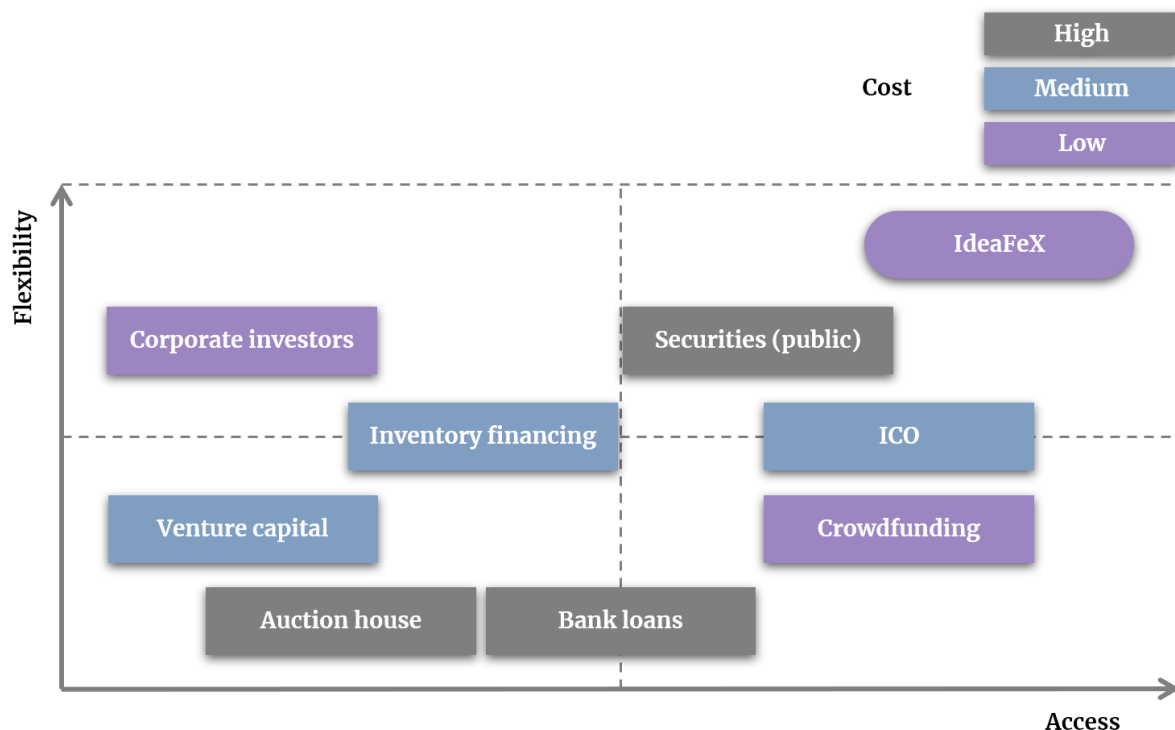 High
Cost
Medium
Low
Flexibility
IdeaFeX
Corporate investors
Securities (public)
Inventory financing
ICO
Venture capital
Crowdfunding
Auction house
Bank loans
Access